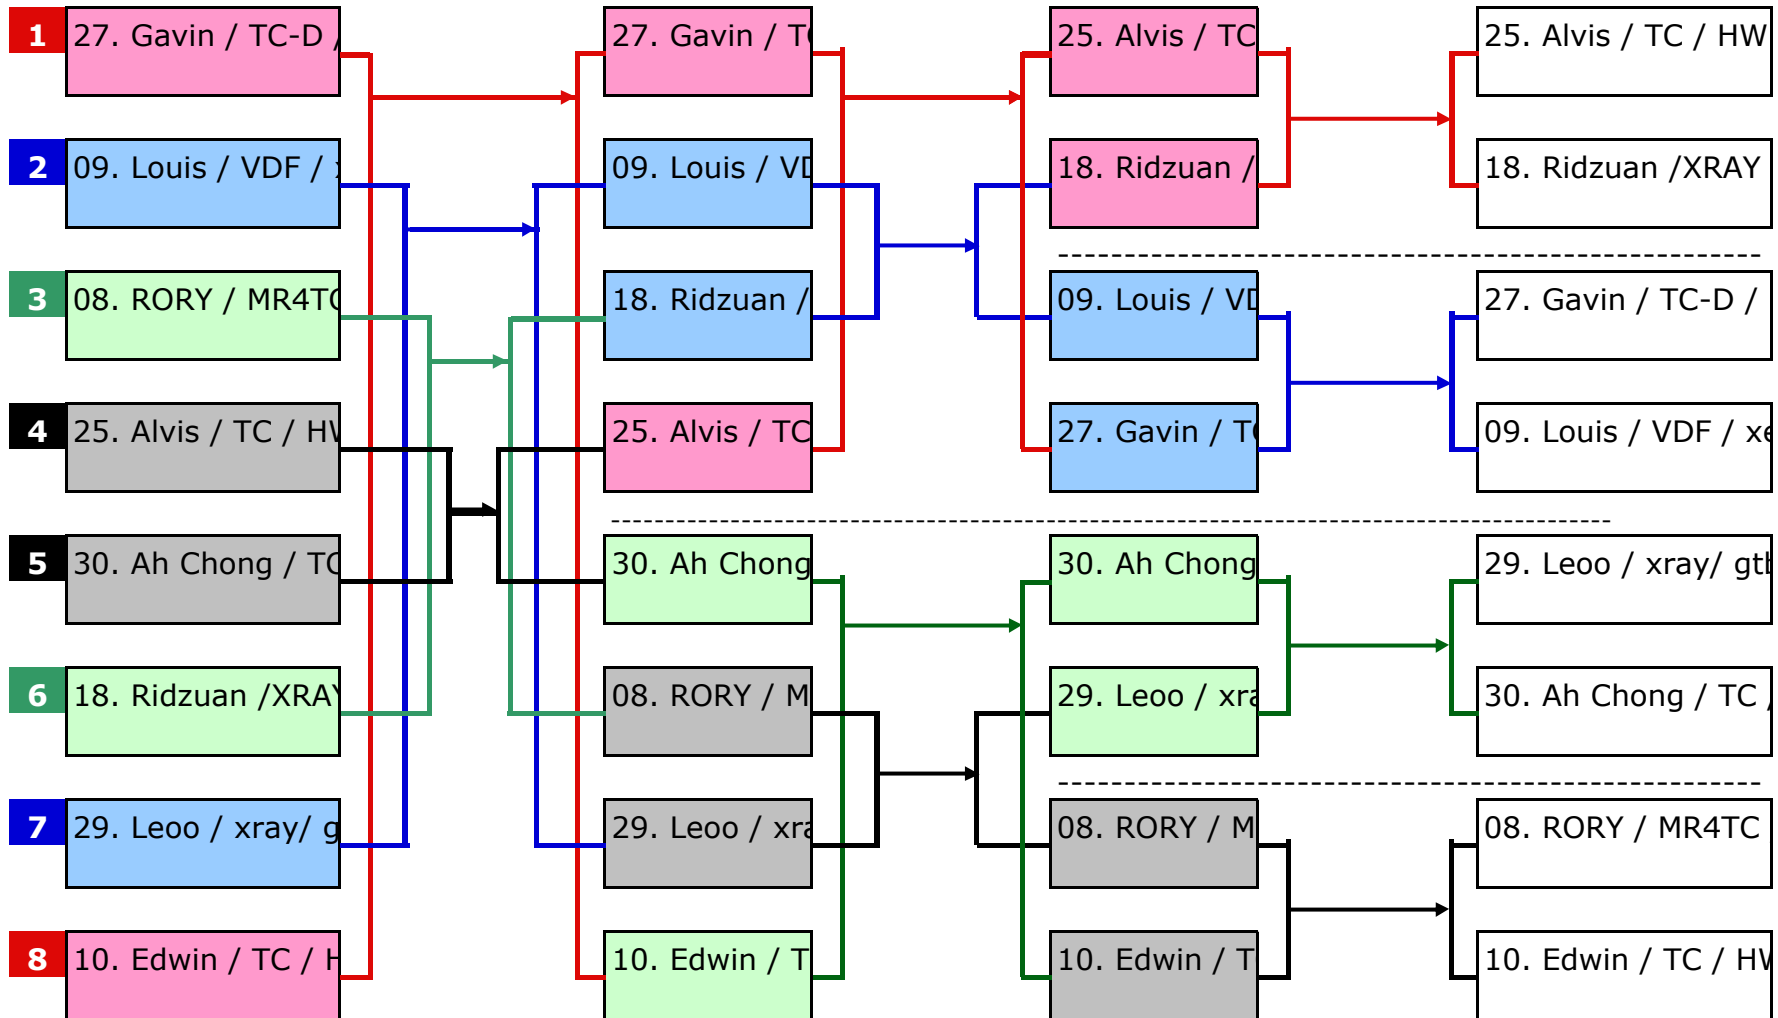 1 27. Gavin / TC-D / 27. Gavin / TC 25. Alvis / TC 25. Alvis / TC / HW
2 09. Louis / VDF / x 09. Louis / VD 18. Ridzuan / 18. Ridzuan /XRAY
3 08. RORY / MR4TC 18. Ridzuan / 09. Louis / VD 27. Gavin / TC-D /
4 25. Alvis / TC / HW 25. Alvis / TC 27. Gavin / TC 09. Louis / VDF / xe
5 30. Ah Chong / TC 30. Ah Chong 30. Ah Chong 29. Leoo / xray/ gtb
6 18. Ridzuan /XRAY 08. RORY / M 29. Leoo / xra 30. Ah Chong / TC /
7 29. Leoo / xray/ g 29. Leoo / xra 08. RORY / M 08. RORY / MR4TC
8 10. Edwin / TC / H 10. Edwin / T 10. Edwin / T 10. Edwin / TC / HW